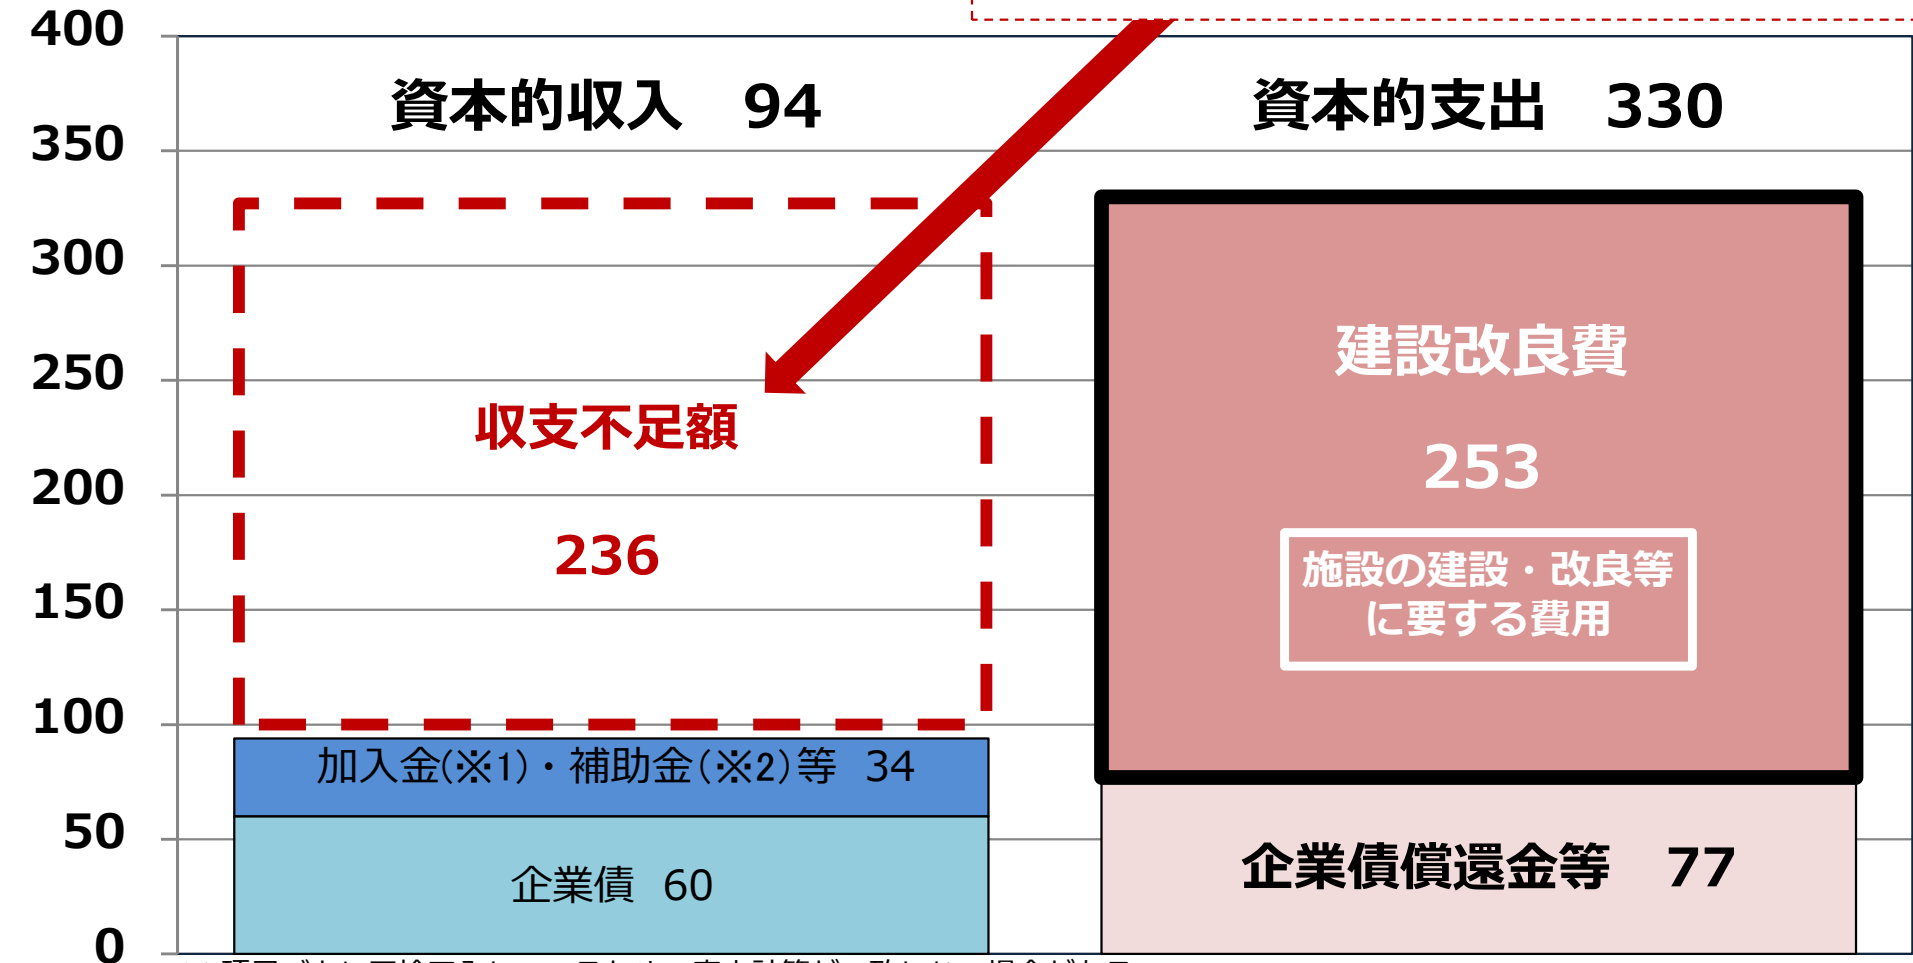 400
350
300
250
200
150
100
50
0
資本的収入　94
収支不足額
236
加入金(※1)・補助金(※2)等　34
企業債　60
資本的支出　330
建設改良費
253
施設の建設・改良等
に要する費用
企業債償還金等　77